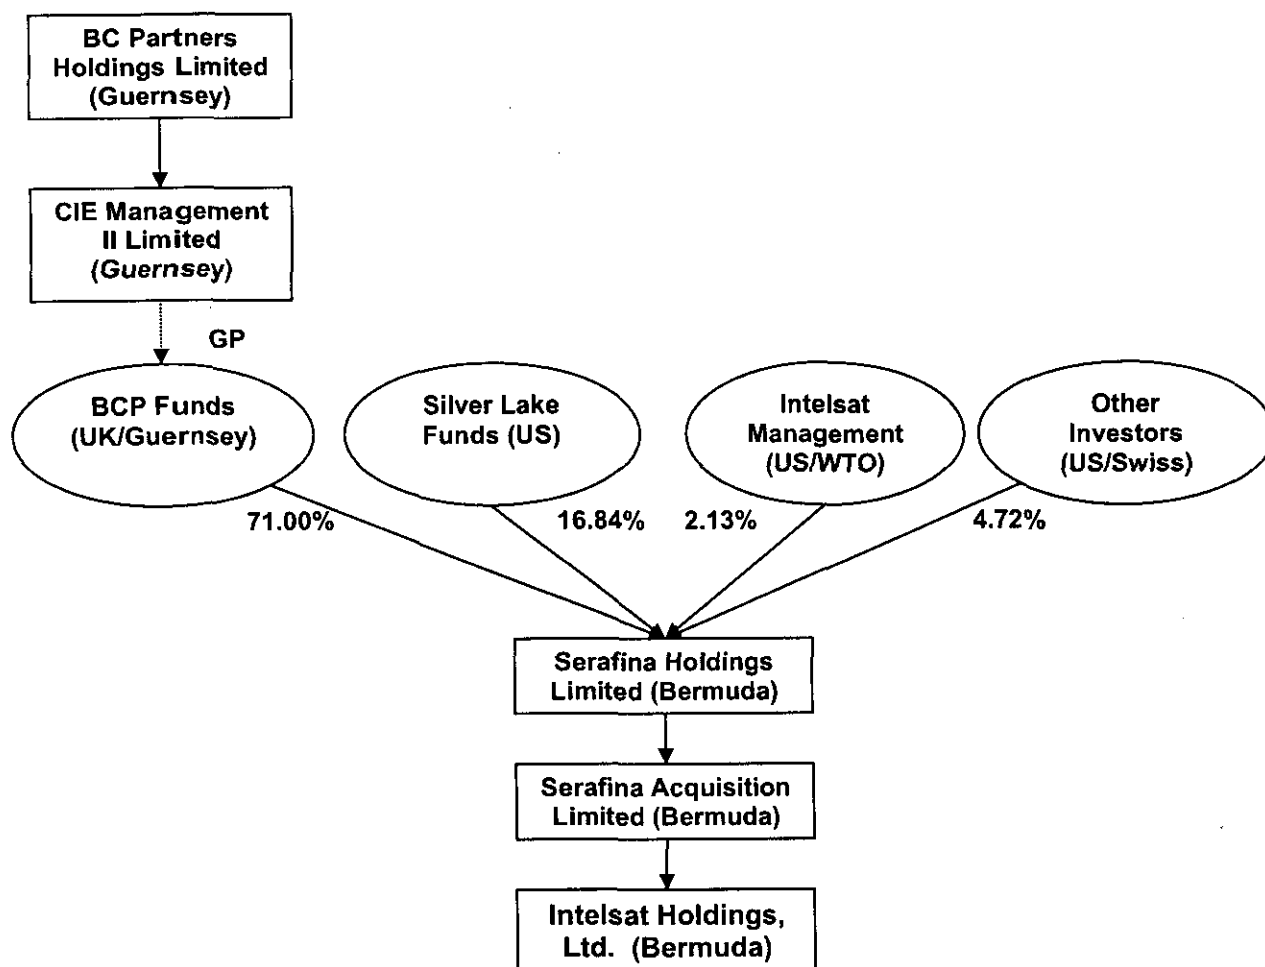 BC Partners
Holdings Limited
(Guernsey)
CIE Management
II Limited
(Guernsey)
GP
BCP Funds
(UK/Guernsey)
Silver Lake
Funds (US)
Intelsat
Management
(US/WTO)
Other
Investors
(US/Swiss)
71.00%
16.84%
2.13%
4.72%
Serafina Holdings
Limited (Bermuda)
Serafina Acquisition
Limited (Bermuda)
Intelsat Holdings,
Ltd. (Bermuda)